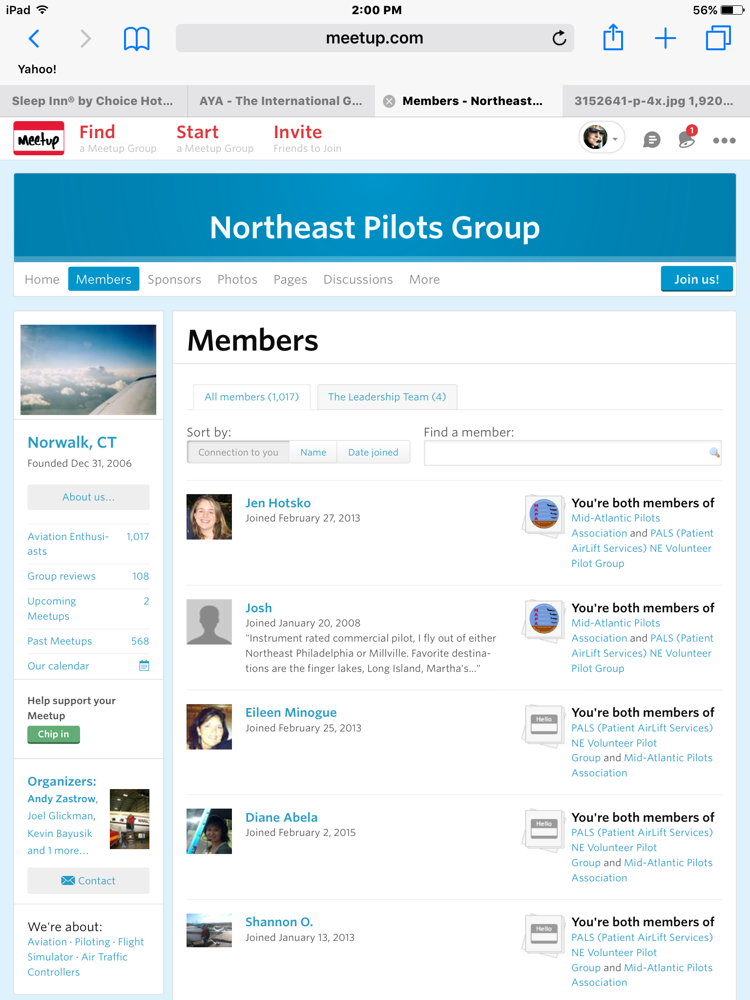 iPad 2:00 PM 56%
meetup.com
Yahoo!
Sleep Inn® by Choice Hot...
AYA - The International G...
Members - Northeast...
3152641-p-4x.jpg 1,920...
Meetup
Find
a Meetup Group
Start
a Meetup Group
Invite
Friends to Join
1
Northeast Pilots Group
Home Members Sponsors Photos Pages Discussions More Join us!
Norwalk, CT
Founded Dec 31, 2006
About us...
Aviation Enthusi- 1,017
asts
Group reviews 108
Upcoming 2
Meetups
Past Meetups 568
Our calendar
Help support your
Meetup
Chip in
Organizers:
Andy Zastrow,
Joel Glickman,
Kevin Bayusik
and 1 more...
Contact
We're about:
Aviation · Piloting · Flight
Simulator · Air Traffic
Controllers
Members
All members (1,017) The Leadership Team (4)
Sort by:
Connection to you Name Date joined
Find a member:
Jen Hotsko
Joined February 27, 2013
MAPA
You're both members of
Mid-Atlantic Pilots
Association and PALS (Patient
AirLift Services) NE Volunteer
Pilot Group
Josh
Joined January 20, 2008
"Instrument rated commercial pilot, I fly out of either
Northeast Philadelphia or Millville. Favorite destina-
tions are the finger lakes, Long Island, Martha's..."
MAPA
You're both members of
Mid-Atlantic Pilots
Association and PALS (Patient
AirLift Services) NE Volunteer
Pilot Group
Eileen Minogue
Joined February 25, 2013
Hello
You're both members of
PALS (Patient AirLift Services)
NE Volunteer Pilot
Group and Mid-Atlantic Pilots
Association
Diane Abela
Joined February 2, 2015
Hello
You're both members of
PALS (Patient AirLift Services)
NE Volunteer Pilot
Group and Mid-Atlantic Pilots
Association
Shannon O.
Joined January 13, 2013
Hello
You're both members of
PALS (Patient AirLift Services)
NE Volunteer Pilot
Group and Mid-Atlantic Pilots
Association